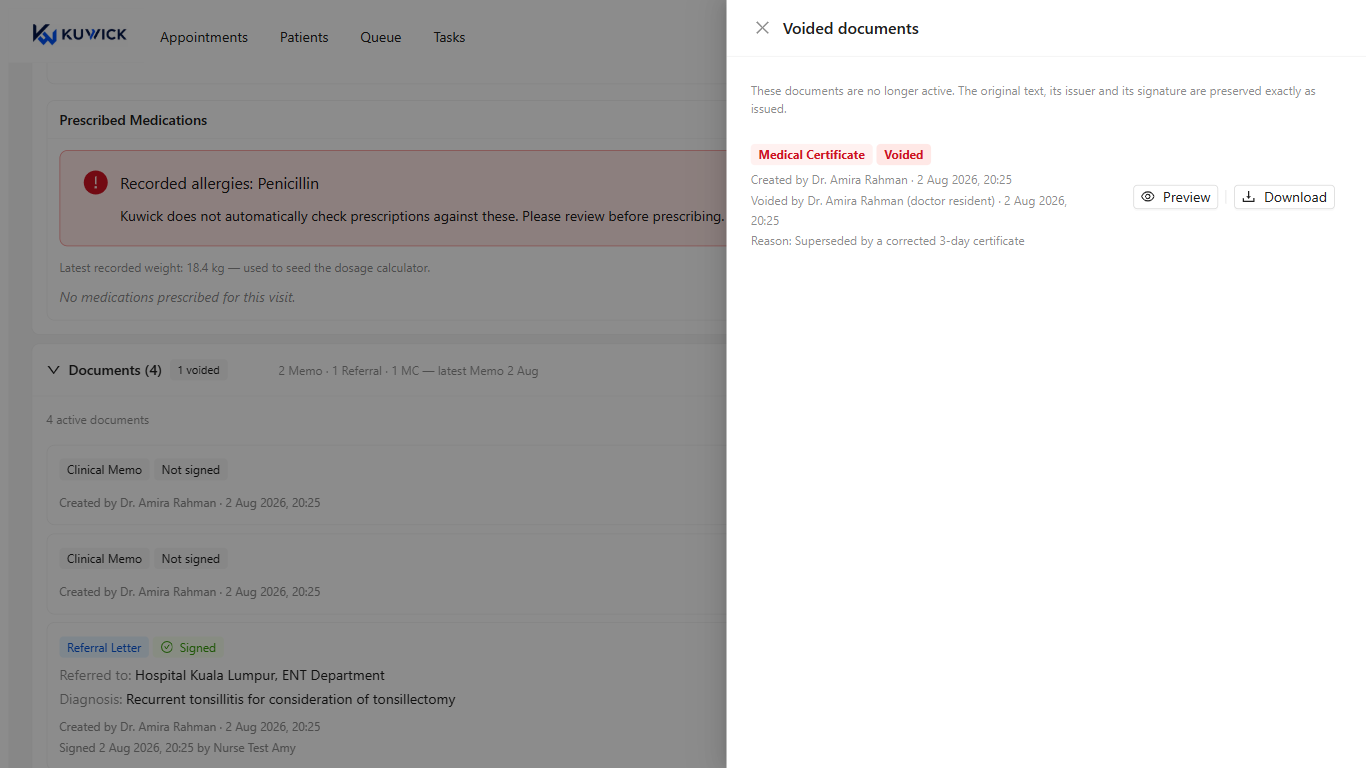 KUWICK
Appointments
Patients
Queue
Tasks
Prescribed Medications
Recorded allergies: Penicillin
Kuwick does not automatically check prescriptions against these. Please review before prescribing.
Latest recorded weight: 18.4 kg — used to seed the dosage calculator.
No medications prescribed for this visit.
Documents (4)
1 voided
2 Memo · 1 Referral · 1 MC — latest Memo 2 Aug
4 active documents
Clinical Memo
Not signed
Created by Dr. Amira Rahman · 2 Aug 2026, 20:25
Clinical Memo
Not signed
Created by Dr. Amira Rahman · 2 Aug 2026, 20:25
Referral Letter
Signed
Referred to: Hospital Kuala Lumpur, ENT Department
Diagnosis: Recurrent tonsillitis for consideration of tonsillectomy
Created by Dr. Amira Rahman · 2 Aug 2026, 20:25
Signed 2 Aug 2026, 20:25 by Nurse Test Amy
Voided documents
These documents are no longer active. The original text, its issuer and its signature are preserved exactly as
issued.
Medical Certificate
Voided
Created by Dr. Amira Rahman · 2 Aug 2026, 20:25
Voided by Dr. Amira Rahman (doctor resident) · 2 Aug 2026,
20:25
Reason: Superseded by a corrected 3-day certificate
Preview
Download